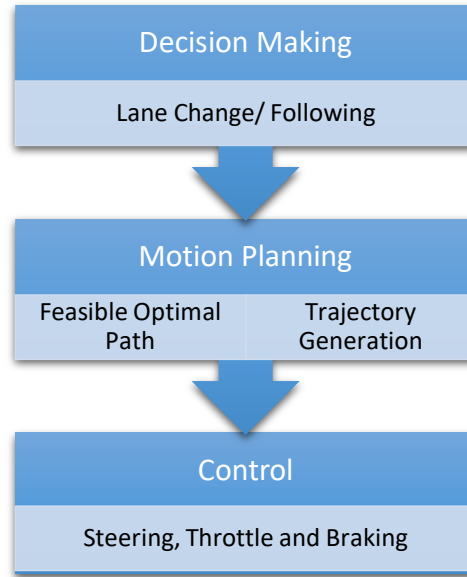 Decision Making
Lane Change/ Following
Motion Planning
Feasible Optimal
Path
Trajectory
Generation
Control
Steering, Throttle and Braking